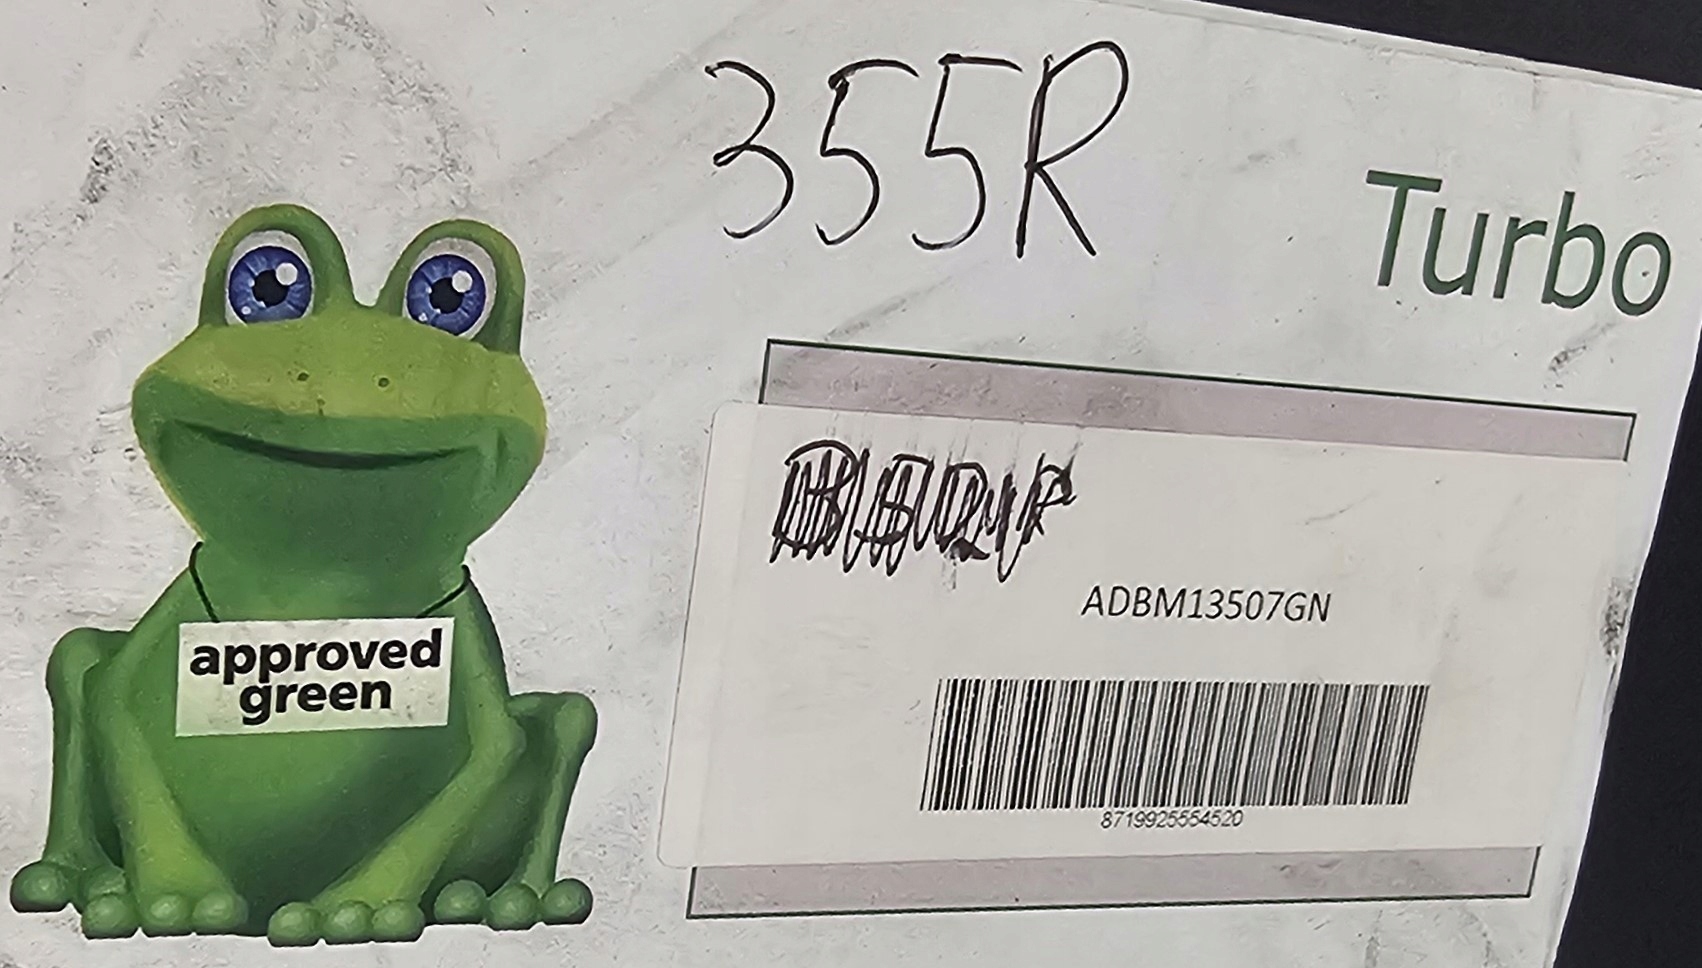 355R
Turbo
ADBM13507GN
8719925554520
approved
green